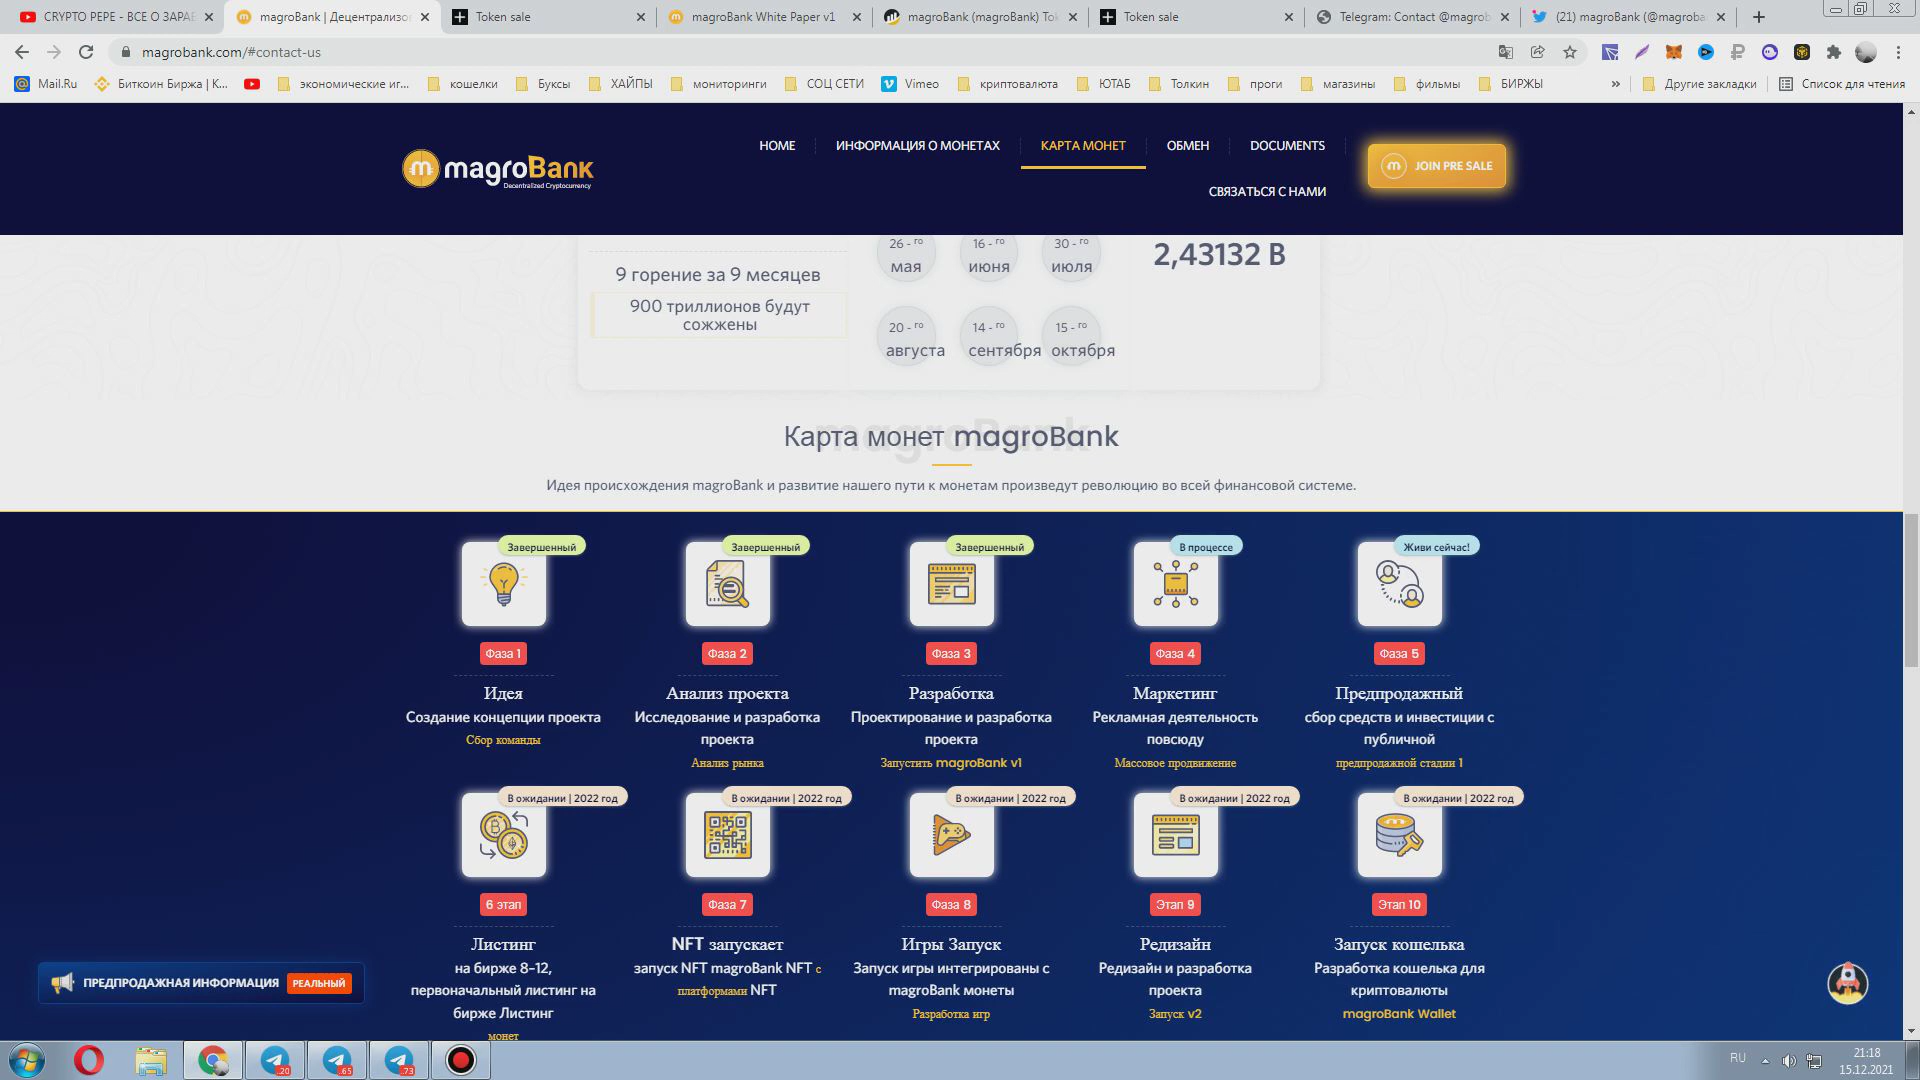 CRYPTO PEPE - ВСЕ О ЗАРАБ
magroBank | Децентрализо
Token sale
magroBank White Paper v1
magroBank (magroBank) Tok
Token sale
Telegram: Contact @magrob
(21) magroBank (@magroba
magrobank.com/#contact-us
Mail.Ru
Биткоин Биржа | К...
экономические иг...
кошелки
Буксы
ХАЙПЫ
мониторинги
СОЦ СЕТИ
Vimeo
криптовалюта
ЮТАБ
Толкин
проги
магазины
фильмы
БИРЖЫ
»
Другие закладки
Список для чтения
magroBank
Decentralized Cryptocurrency
HOME
ИНФОРМАЦИЯ О МОНЕТАХ
КАРТА МОНЕТ
ОБМЕН
DOCUMENTS
СВЯЗАТЬСЯ С НАМИ
JOIN PRE SALE
9 горение за 9 месяцев
900 триллионов будут
сожжены
26 - го
мая
16 - го
июня
30 - го
июля
20 - го
августа
14 - го
сентября
15 - го
октября
2,43132 B
magroBank
Карта монет magroBank
Идея происхождения magroBank и развитие нашего пути к монетам произведут революцию во всей финансовой системе.
Завершенный
Фаза 1
Идея
Создание концепции проекта
Сбор команды
Завершенный
Фаза 2
Анализ проекта
Исследование и разработка
проекта
Анализ рынка
Завершенный
Фаза 3
Разработка
Проектирование и разработка
проекта
Запустить magroBank v1
В процессе
Фаза 4
Маркетинг
Рекламная деятельность
повсюду
Массовое продвижение
Живи сейчас!
Фаза 5
Предпродажный
сбор средств и инвестиции с
публичной
предпродажной стадии 1
В ожидании | 2022 год
6 этап
Листинг
на бирже 8-12,
первоначальный листинг на
бирже Листинг
монет
В ожидании | 2022 год
Фаза 7
NFT запускает
запуск NFT magroBank NFT с
платформами NFT
В ожидании | 2022 год
Фаза 8
Игры Запуск
Запуск игры интегрированы с
magroBank монеты
Разработка игр
В ожидании | 2022 год
Этап 9
Редизайн
Редизайн и разработка
проекта
Запуск v2
В ожидании | 2022 год
Этап 10
Запуск кошелька
Разработка кошелька для
криптовалюты
magroBank Wallet
ПРЕДПРОДАЖНАЯ ИНФОРМАЦИЯ
РЕАЛЬНЫЙ
20
65
73
RU
21:18
15.12.2021